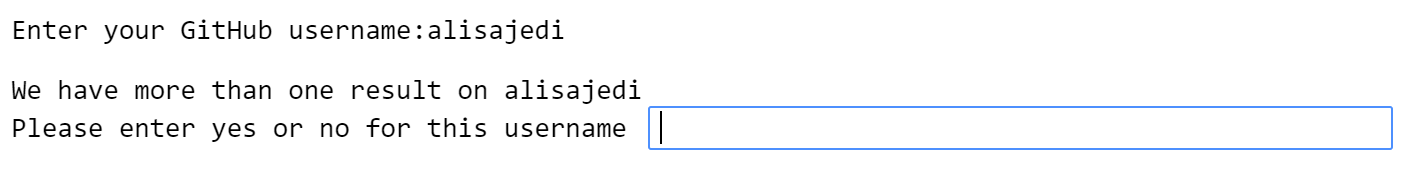 Enter your GitHub username:alisajedi
We have more than one result on alisajedi
Please enter yes or no for this username